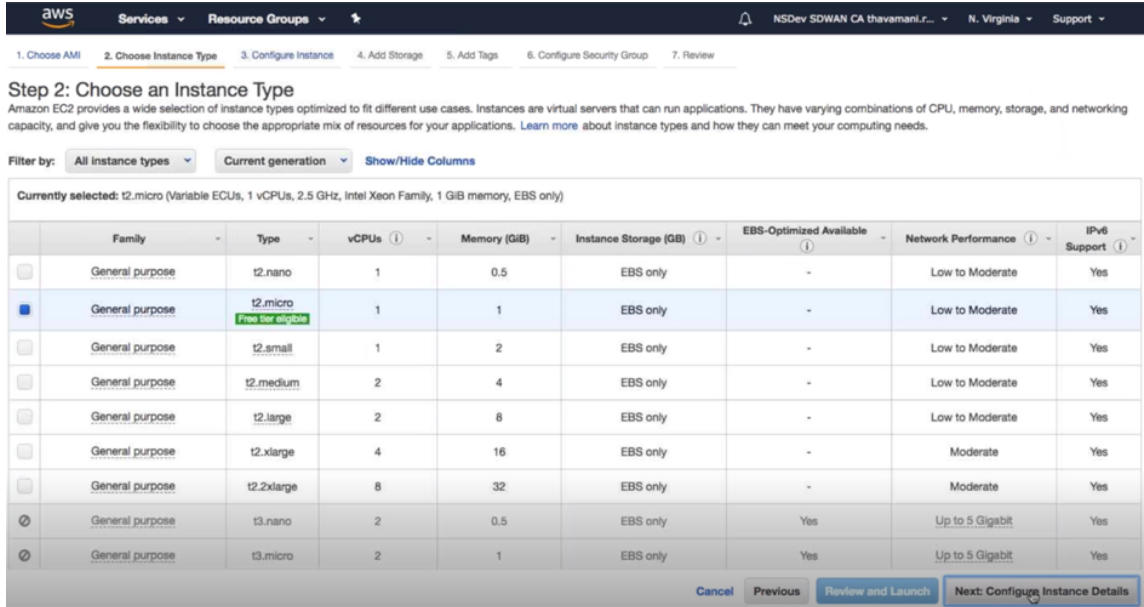 aws Services Resource Groups NSDev SDWAN CA thavamani.r... N. Virginia Support
1. Choose AMI 2. Choose Instance Type 3. Configure Instance 4. Add Storage 5. Add Tags 6. Configure Security Group 7. Review
Step 2: Choose an Instance Type
Amazon EC2 provides a wide selection of instance types optimized to fit different use cases. Instances are virtual servers that can run applications. They have varying combinations of CPU, memory, storage, and networking
capacity, and give you the flexibility to choose the appropriate mix of resources for your applications. Learn more about instance types and how they can meet your computing needs.
Filter by: All instance types Current generation Show/Hide Columns
Currently selected: t2.micro (Variable ECUs, 1 vCPUs, 2.5 GHz, Intel Xeon Family, 1 GiB memory, EBS only)
Family Type vCPUs Memory (GiB) Instance Storage (GB) EBS-Optimized Available Network Performance IPv6 Support
General purpose t2.nano 1 0.5 EBS only - Low to Moderate Yes
General purpose t2.micro Free tier eligible 1 1 EBS only - Low to Moderate Yes
General purpose t2.small 1 2 EBS only - Low to Moderate Yes
General purpose t2.medium 2 4 EBS only - Low to Moderate Yes
General purpose t2.large 2 8 EBS only - Low to Moderate Yes
General purpose t2.xlarge 4 16 EBS only - Moderate Yes
General purpose t2.2xlarge 8 32 EBS only - Moderate Yes
General purpose t3.nano 2 0.5 EBS only Yes Up to 5 Gigabit Yes
General purpose t3.micro 2 1 EBS only Yes Up to 5 Gigabit Yes
Cancel Previous Review and Launch Next: Configure Instance Details